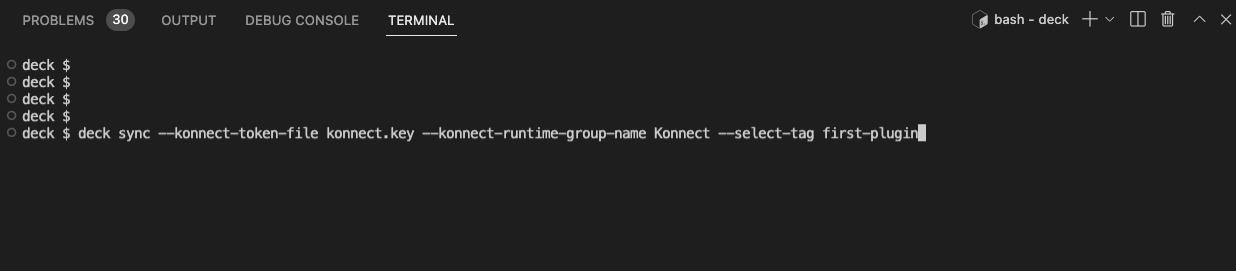 PROBLEMS 30 OUTPUT DEBUG CONSOLE TERMINAL bash - deck
deck $
deck $
deck $
deck $
deck $ deck sync --konnect-token-file konnect.key --konnect-runtime-group-name Konnect --select-tag first-plugin